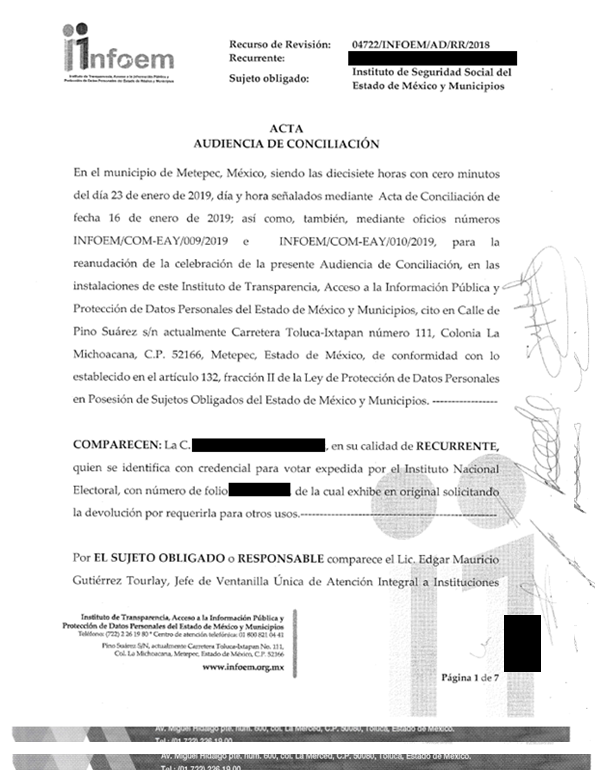 infoem
Instituto de Transparencia, Acceso a la Información Pública y
Protección de Datos Personales del Estado de México y Municipios
Recurso de Revisión: 04722/INFOEM/AD/RR/2018
Recurrente:
Sujeto obligado: Instituto de Seguridad Social del
Estado de México y Municipios
ACTA
AUDIENCIA DE CONCILIACIÓN
En el municipio de Metepec, México, siendo las diecisiete horas con cero minutos
del día 23 de enero de 2019, día y hora señalados mediante Acta de Conciliación de
fecha 16 de enero de 2019; así como, también, mediante oficios números
INFOEM/COM-EAY/009/2019 e INFOEM/COM-EAY/010/2019, para la
reanudación de la celebración de la presente Audiencia de Conciliación, en las
instalaciones de este Instituto de Transparencia, Acceso a la Información Pública y
Protección de Datos Personales del Estado de México y Municipios, cito en Calle de
Pino Suárez s/n actualmente Carretera Toluca-Ixtapan número 111, Colonia La
Michoacana, C.P. 52166, Metepec, Estado de México, de conformidad con lo
establecido en el artículo 132, fracción II de la Ley de Protección de Datos Personales
en Posesión de Sujetos Obligados del Estado de México y Municipios. -----------------
COMPARECEN: La C. , en su calidad de RECURRENTE,
quien se identifica con credencial para votar expedida por el Instituto Nacional
Electoral, con número de folio , de la cual exhibe en original solicitando
la devolución por requerirla para otros usos.--------------------------------------------------
Por EL SUJETO OBLIGADO o RESPONSABLE comparece el Lic. Edgar Mauricio
Gutiérrez Tourlay, Jefe de Ventanilla Única de Atención Integral a Instituciones
Instituto de Transparencia, Acceso a la Información Pública y
Protección de Datos Personales del Estado de México y Municipios
Teléfono: (722) 2 26 19 80 * Centro de atención telefónica: 01 800 821 04 41
Pino Suárez S/N, actualmente Carretera Toluca-Ixtapan No. 111,
Col. La Michoacana, Metepec, Estado de México, C.P. 52166
www.infoem.org.mx
Página 1 de 7
Av. Miguel Hidalgo pte. núm. 600, col. La Merced, C.P. 50080, Toluca, Estado de México.
Tel.: (01 722) 226 19 00
Av. Miguel Hidalgo pte. núm. 600, col. La Merced, C.P. 50080, Toluca, Estado de México.
Tel.: (01 722) 226 19 00